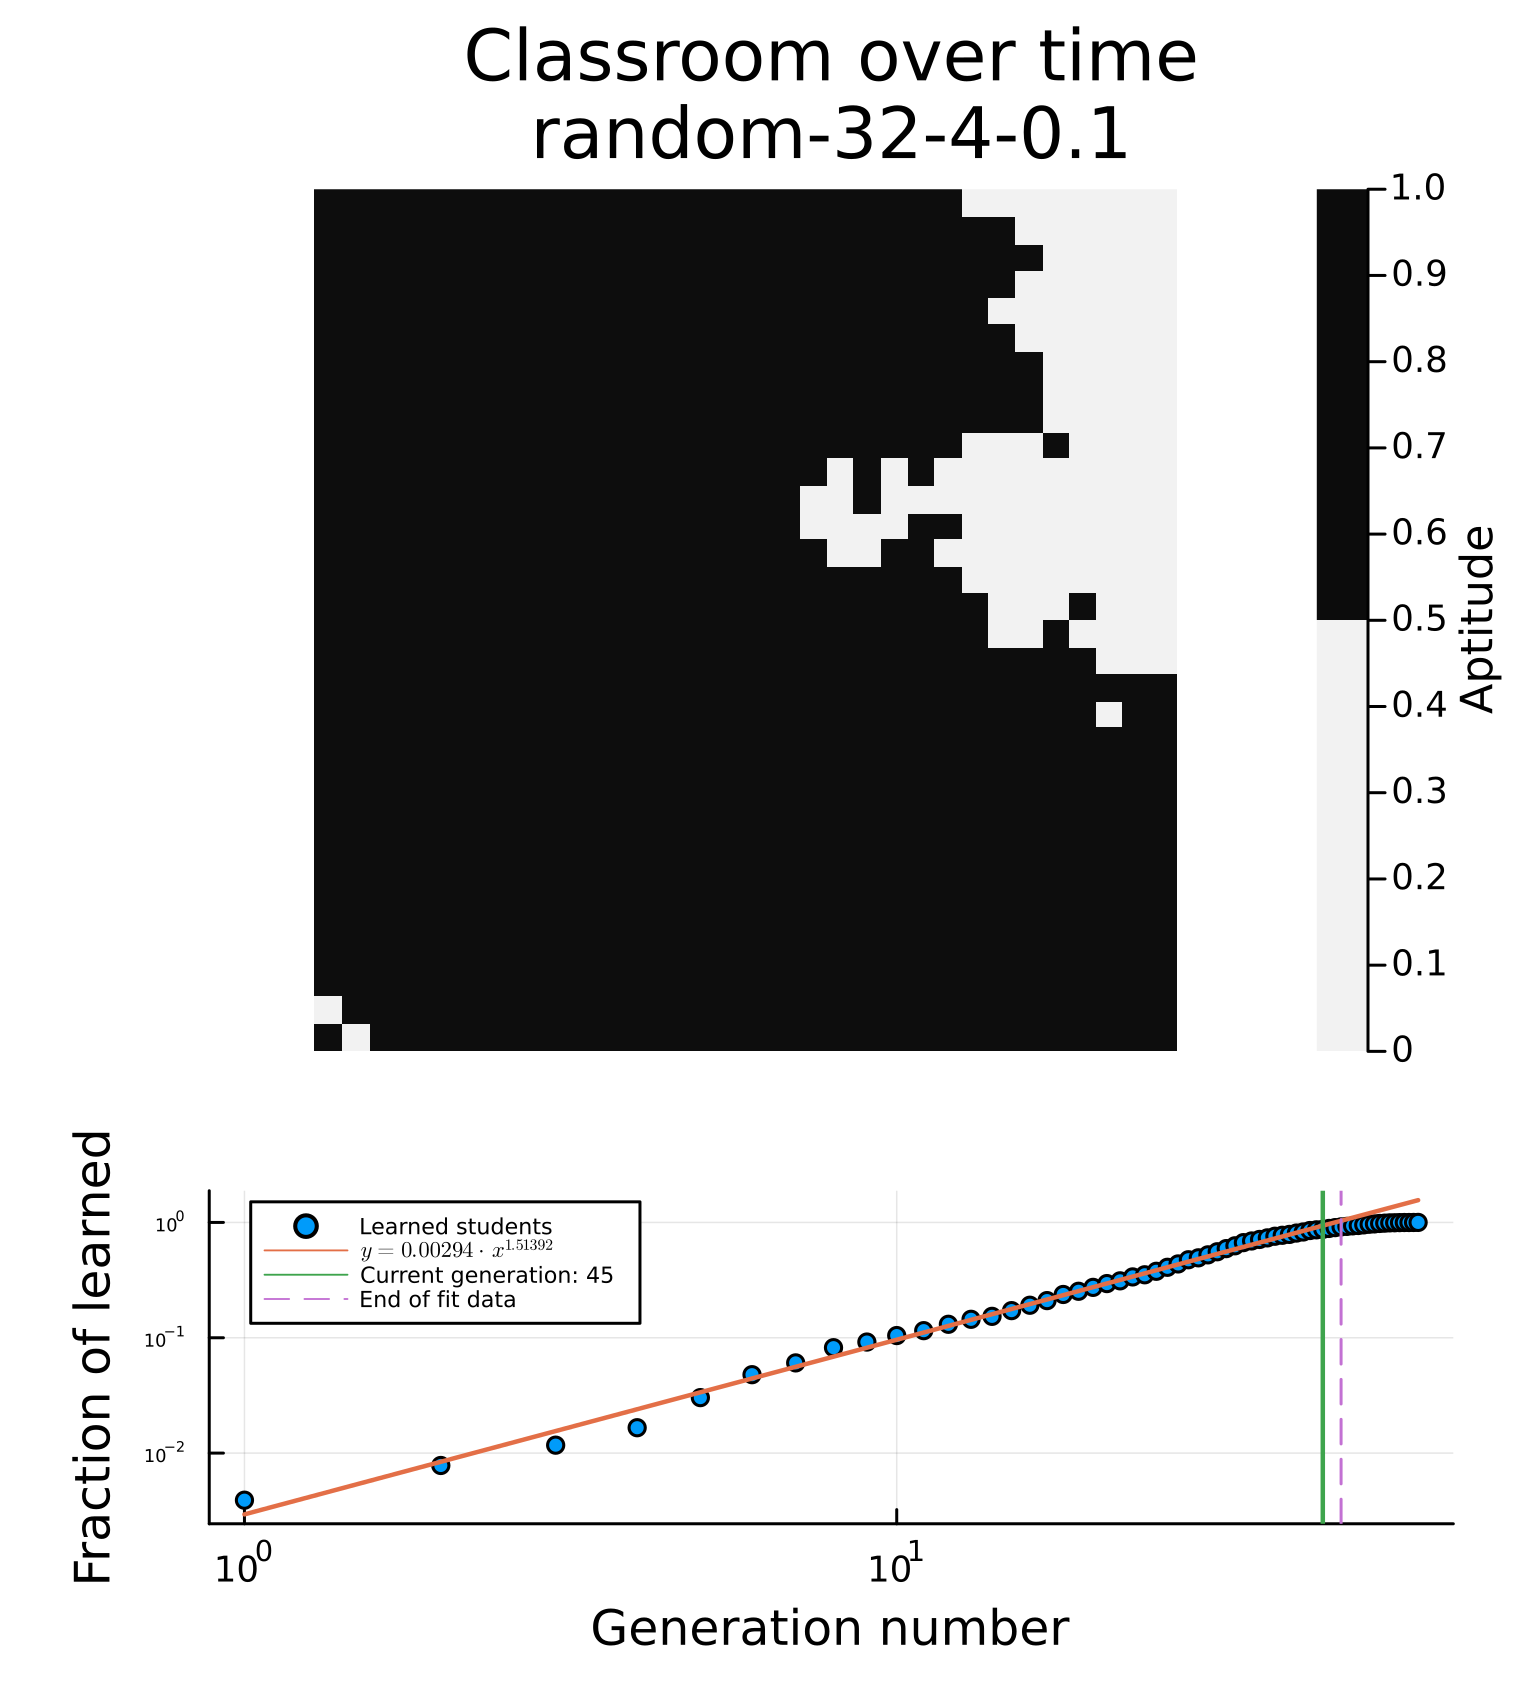 Classroom over time
random-32-4-0.1
1.0
0.9
0.8
0.7
0.6
0.5
0.4
0.3
0.2
0.1
0
Aptitude
Fraction of learned
10⁰
10⁻¹
10⁻²
Learned students
y = 0.00294 · x^1.51392
Current generation: 45
End of fit data
10⁰
10¹
Generation number